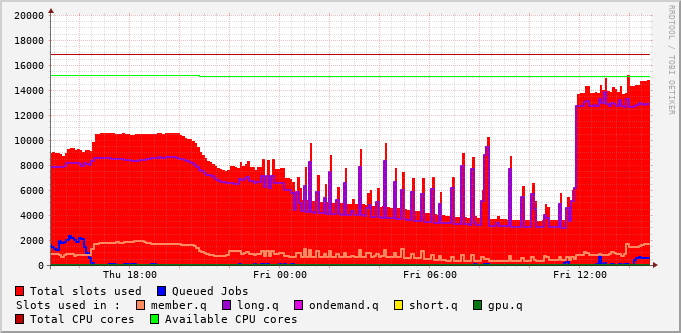 20000
18000
16000
14000
12000
10000
8000
6000
4000
2000
0
Thu 18:00 Fri 00:00 Fri 06:00 Fri 12:00
Total slots used Queued Jobs
Slots used in : member.q long.q ondemand.q short.q gpu.q
Total CPU cores Available CPU cores
RRDTOOL / TOBI OETIKER